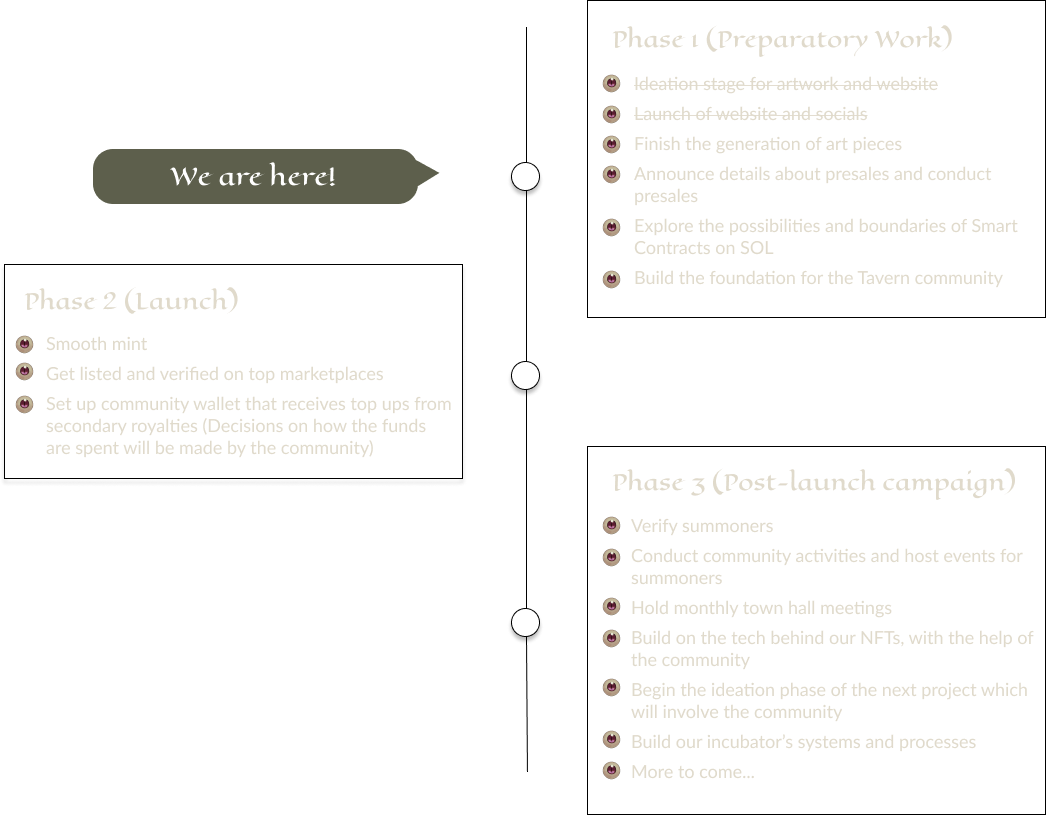 Phase 1 (Preparatory Work)
Ideation stage for artwork and website
Launch of website and socials
Finish the generation of art pieces
Announce details about presales and conduct
presales
Explore the possibilities and boundaries of Smart
Contracts on SOL
Build the foundation for the Tavern community
We are here!
Phase 2 (Launch)
Smooth mint
Get listed and verified on top marketplaces
Set up community wallet that receives top ups from
secondary royalties (Decisions on how the funds
are spent will be made by the community)
Phase 3 (Post-launch campaign)
Verify summoners
Conduct community activities and host events for
summoners
Hold monthly town hall meetings
Build on the tech behind our NFTs, with the help of
the community
Begin the ideation phase of the next project which
will involve the community
Build our incubator’s systems and processes
More to come...